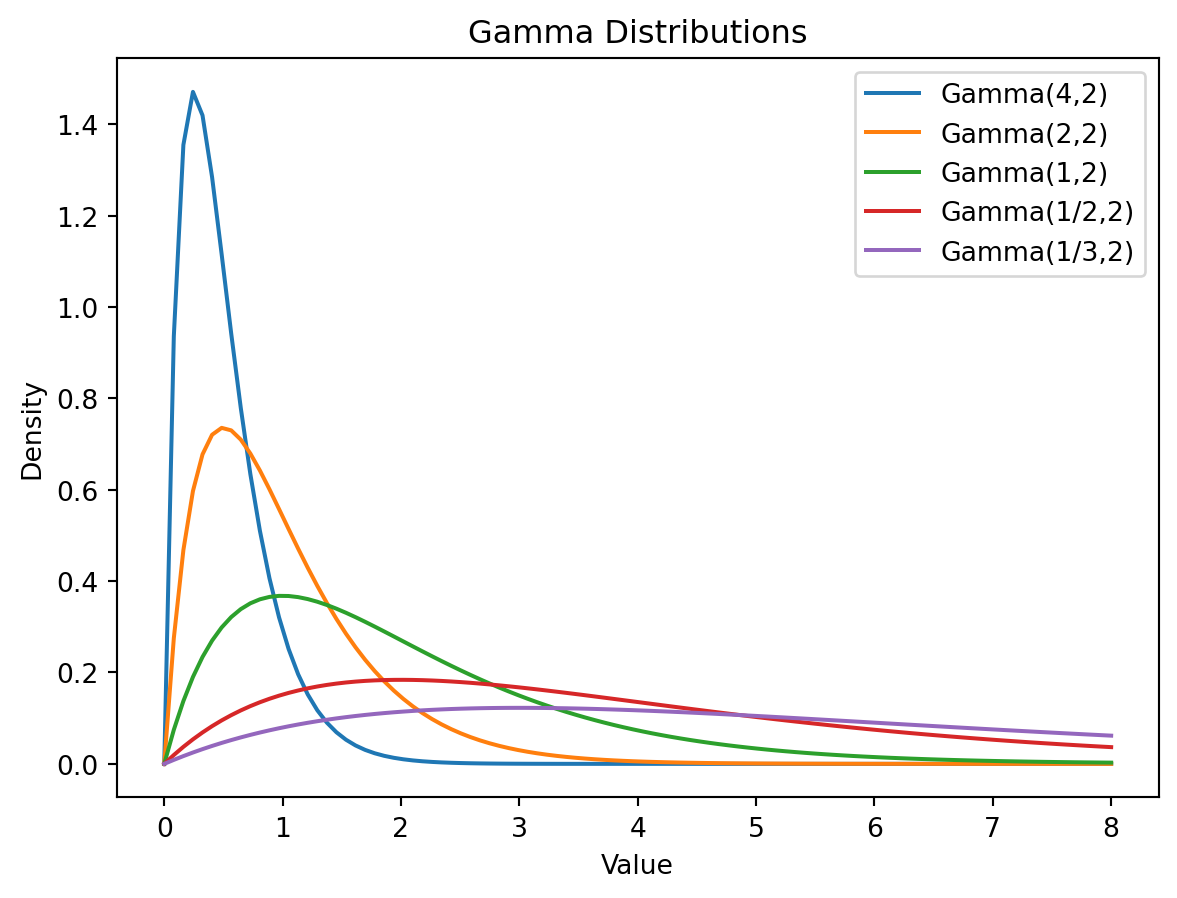 Gamma Distributions
Gamma(4,2)
Gamma(2,2)
Gamma(1,2)
Gamma(1/2,2)
Gamma(1/3,2)
Density
1.4
1.2
1.0
0.8
0.6
0.4
0.2
0.0
0 1 2 3 4 5 6 7 8
Value